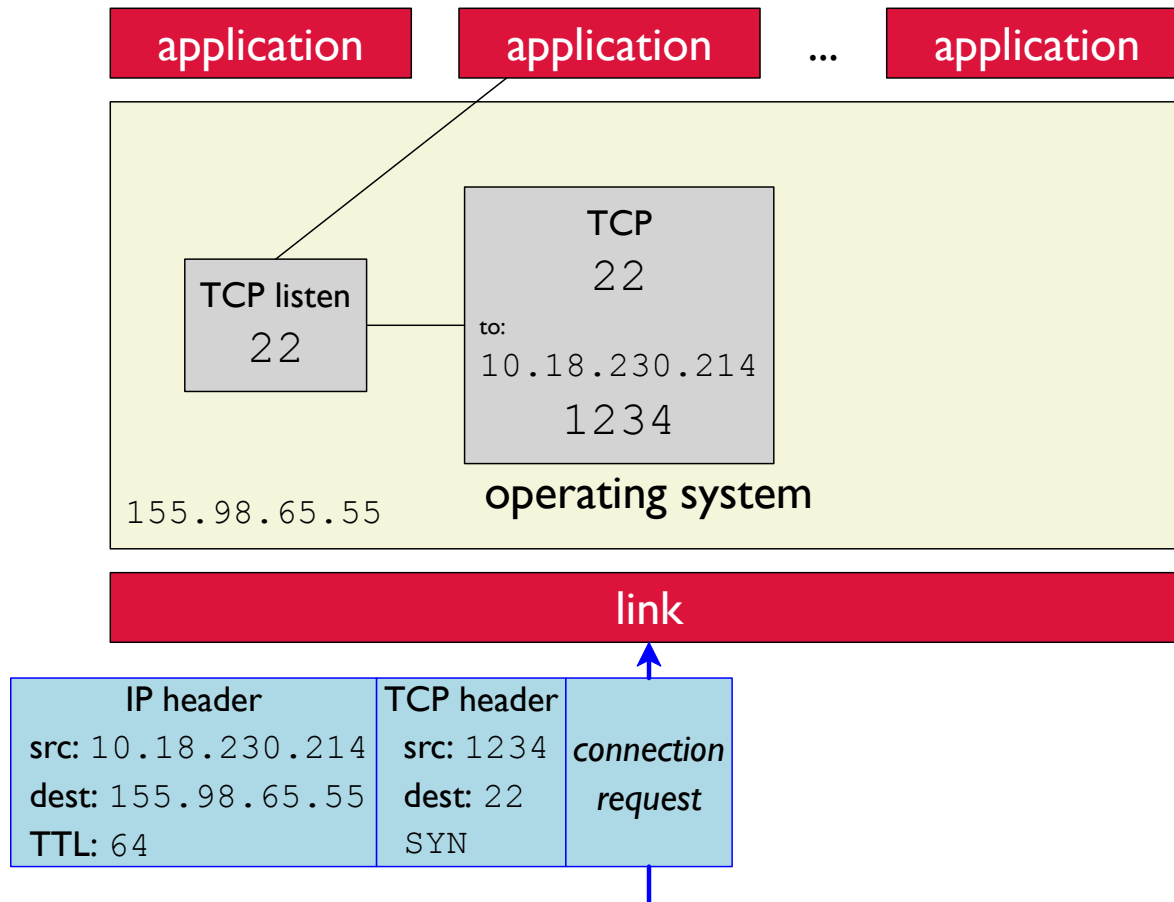 application application ... application
TCP
22
TCP listen
22
to:
10.18.230.214
1234
operating system
155.98.65.55
link
IP header
src: 10.18.230.214
dest: 155.98.65.55
TTL: 64
TCP header
src: 1234
dest: 22
SYN
connection
request